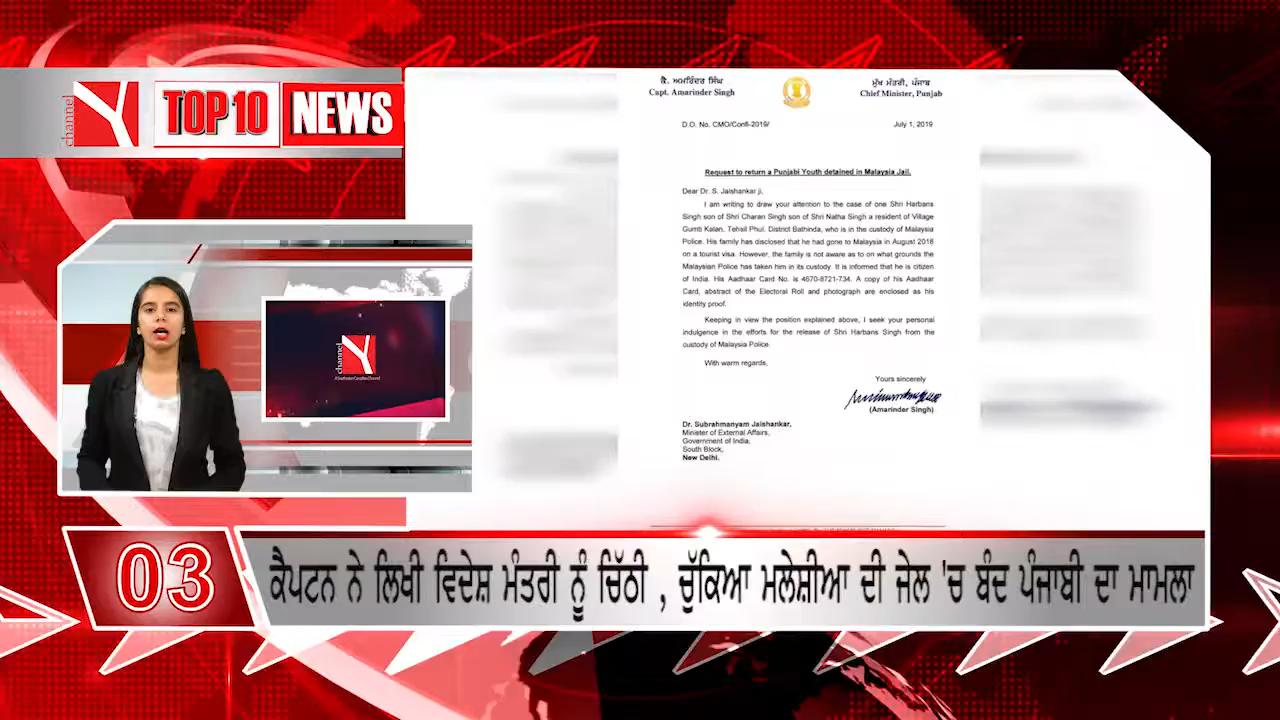 channel Y
TOP 10 NEWS
ਕੈ. ਅਮਰਿੰਦਰ ਸਿੰਘ
Capt. Amarinder Singh
ਮੁੱਖ ਮੰਤਰੀ, ਪੰਜਾਬ
Chief Minister, Punjab
D.O. No. CMO/Confi-2019/
July 1, 2019
Request to return a Punjabi Youth detained in Malaysia Jail.
Dear Dr. S. Jaishankar ji,
I am writing to draw your attention to the case of one Shri Harbans
Singh son of Shri Charan Singh son of Shri Natha Singh a resident of Village
Gumti Kalan, Tehsil Phul, District Bathinda, who is in the custody of Malaysia
Police. His family has disclosed that he had gone to Malaysia in August 2018
on a tourist visa. However, the family is not aware as to on what grounds the
Malaysian Police has taken him in its custody. It is informed that he is citizen
of India. His Aadhaar Card No. is 4670-8721-734. A copy of his Aadhaar
Card, abstract of the Electoral Roll and photograph are enclosed as his
identity proof.
Keeping in view the position explained above, I seek your personal
indulgence in the efforts for the release of Shri Harbans Singh from the
custody of Malaysia Police.
With warm regards,
Yours sincerely
(Amarinder Singh)
Dr. Subrahmanyam Jaishankar,
Minister of External Affairs,
Government of India,
South Block,
New Delhi.
channel Y
03
ਕੈਪਟਨ ਨੇ ਲਿਖੀ ਵਿਦੇਸ਼ ਮੰਤਰੀ ਨੂੰ ਚਿੱਠੀ , ਚੁੱਕਿਆ ਮਲੇਸ਼ੀਆ ਦੀ ਜੇਲ 'ਚ ਬੰਦ ਪੰਜਾਬੀ ਦਾ ਮਾਮਲਾ